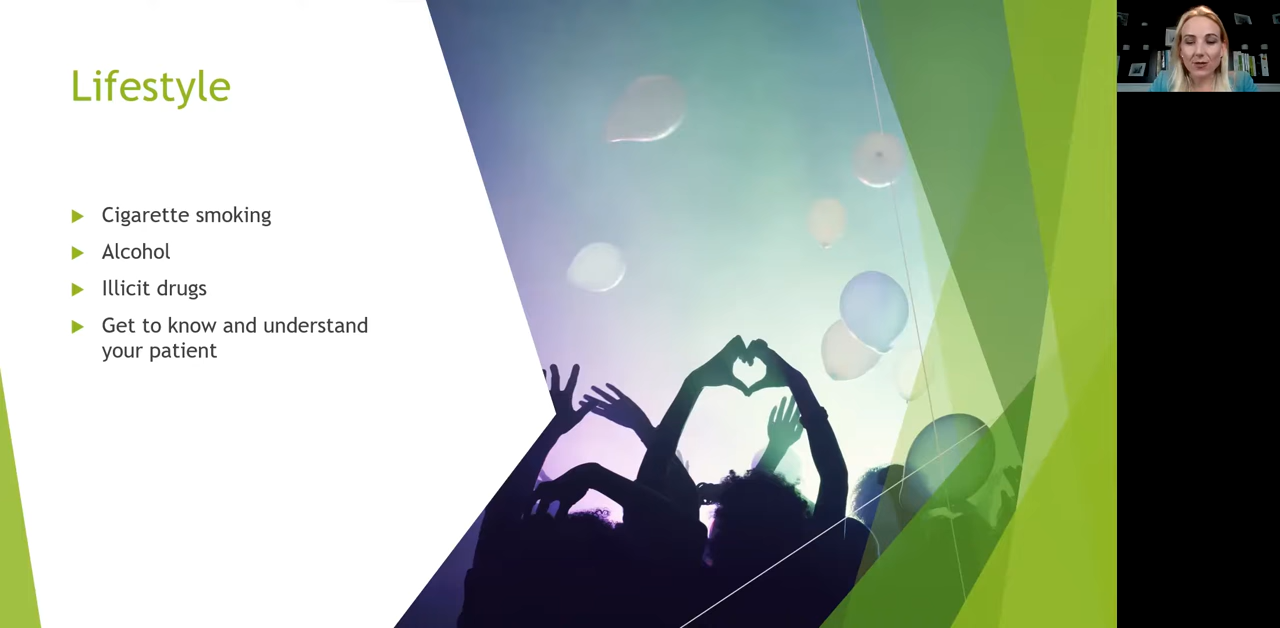 Lifestyle
Cigarette smoking
Alcohol
Illicit drugs
Get to know and understand
your patient